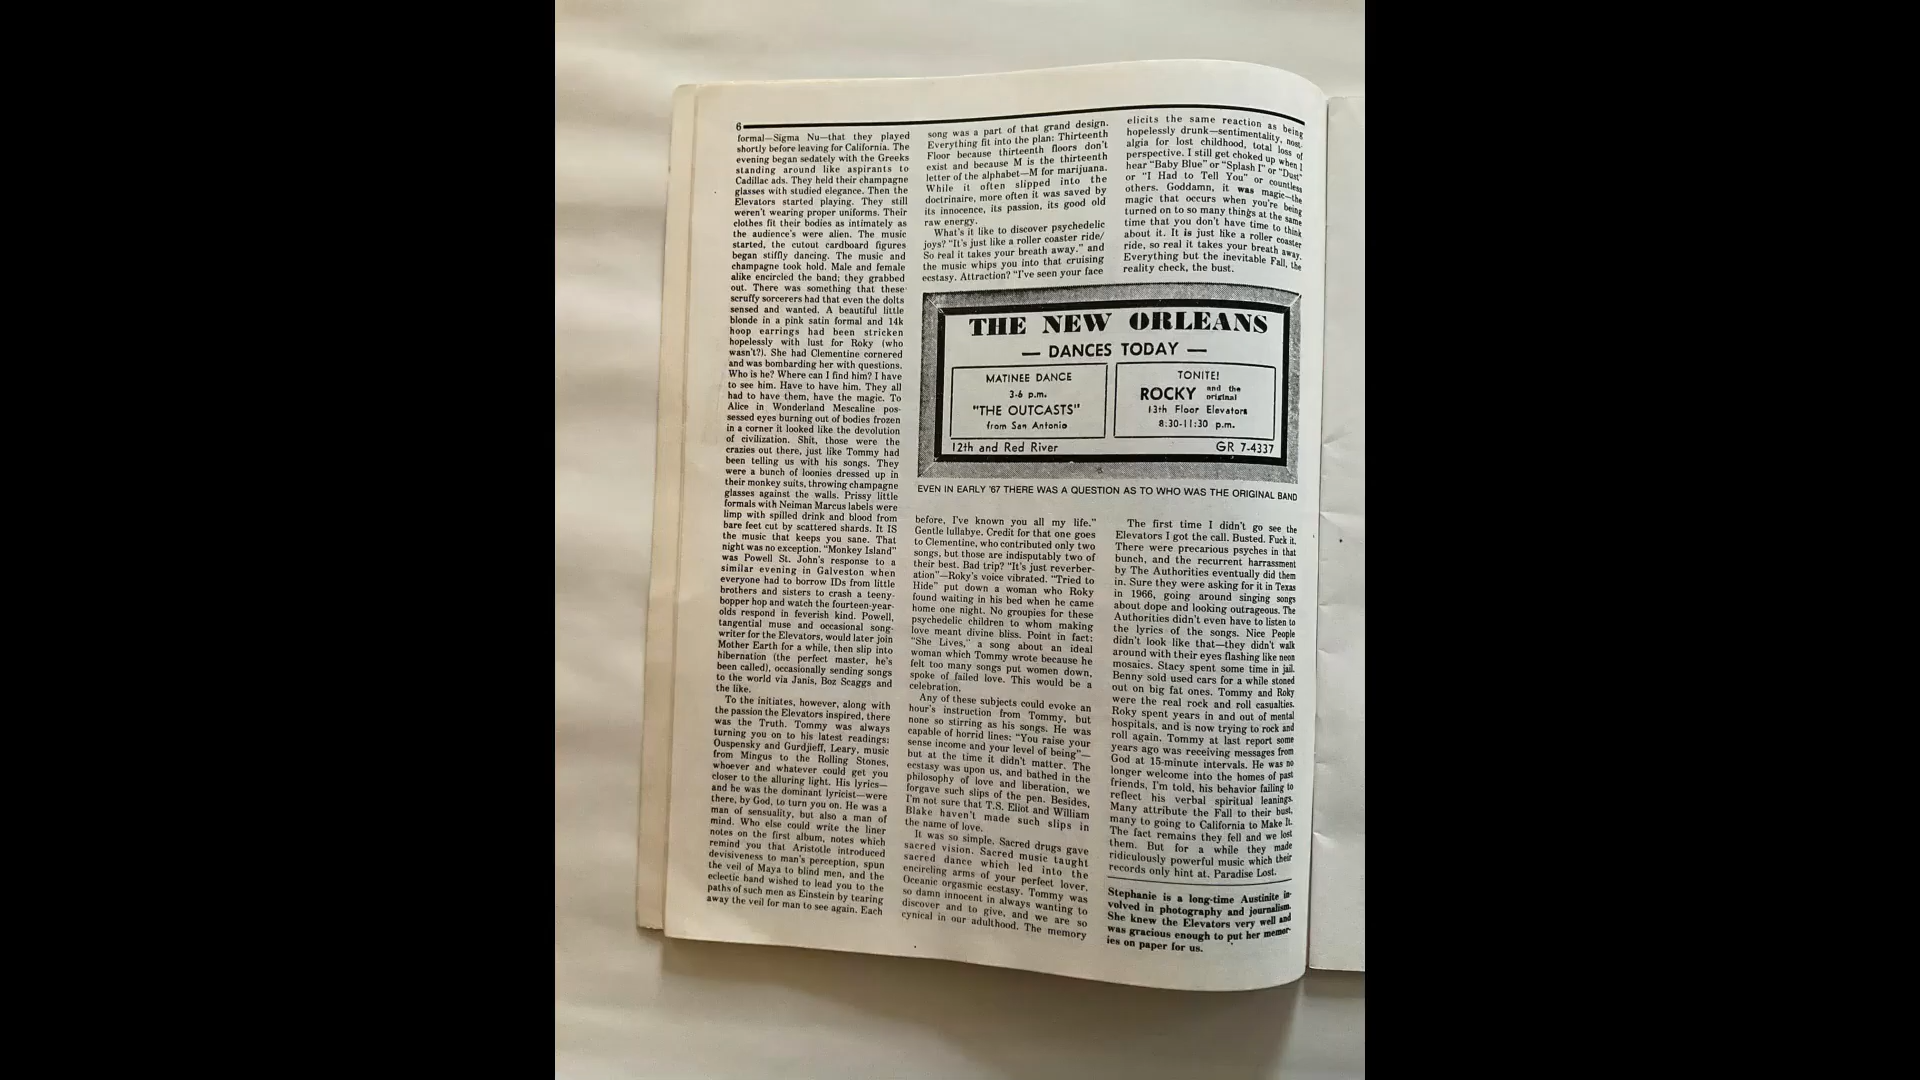 6
formal—Sigma Nu—that they played
shortly before leaving for California. The
evening began sedately with the Greeks
standing around like aspirants to
Cadillac ads. They held their champagne
glasses with studied elegance. Then the
Elevators started playing. They still
weren't wearing proper uniforms. Their
clothes fit their bodies as intimately as
the audience's were alien. The music
started, the cutout cardboard figures
began stiffly dancing. The music and
champagne took hold. Male and female
alike encircled the band; they grabbed
out. There was something that these
scruffy sorcerers had that even the dolts
sensed and wanted. A beautiful little
blonde in a pink satin formal and 14k
hoop earrings had been stricken
hopelessly with lust for Roky (who
wasn't?). She had Clementine cornered
and was bombarding her with questions.
Who is he? Where can I find him? I have
to see him. Have to have him. They all
had to have them, have the magic. To
Alice in Wonderland Mescaline pos-
sessed eyes burning out of bodies frozen
in a corner it looked like the devolution
of civilization. Shit, those were the
crazies out there, just like Tommy had
been telling us with his songs. They
were a bunch of loonies dressed up in
their monkey suits, throwing champagne
glasses against the walls. Prissy little
formals with Neiman Marcus labels were
limp with spilled drink and blood from
bare feet cut by scattered shards. It IS
the music that keeps you sane. That
night was no exception. "Monkey Island"
was Powell St. John's response to a
similar evening in Galveston when
everyone had to borrow IDs from little
brothers and sisters to crash a teeny-
bopper hop and watch the fourteen-year-
olds respond in feverish kind. Powell,
tangential muse and occasional song-
writer for the Elevators, would later join
Mother Earth for a while, then slip into
hibernation (the perfect master, he's
been called), occasionally sending songs
to the world via Janis, Boz Scaggs and
the like.
To the initiates, however, along with
the passion the Elevators inspired, there
was the Truth. Tommy was always
turning you on to his latest readings:
Ouspensky and Gurdjieff, Leary, music
from Mingus to the Rolling Stones,
whoever and whatever could get you
closer to the alluring light. His lyrics—
and he was the dominant lyricist—were
there, by God, to turn you on. He was a
man of sensuality, but also a man of
mind. Who else could write the liner
notes on the first album, notes which
remind you that Aristotle introduced
devisiveness to man's perception, spun
the veil of Maya to blind men, and the
eclectic band wished to lead you to the
paths of such men as Einstein by tearing
away the veil for man to see again. Each
song was a part of that grand design.
Everything fit into the plan: Thirteenth
Floor because thirteenth floors don't
exist and because M is the thirteenth
letter of the alphabet—M for marijuana.
While it often slipped into the
doctrinaire, more often it was saved by
its innocence, its passion, its good old
raw energy.
What's it like to discover psychedelic
joys? "It's just like a roller coaster ride/
So real it takes your breath away." and
the music whips you into that cruising
ecstasy. Attraction? "I've seen your face
elicits the same reaction as being
hopelessly drunk—sentimentality, nost-
algia for lost childhood, total loss of
perspective. I still get choked up when I
hear "Baby Blue" or "Splash I" or "Dust"
or "I Had to Tell You" or countless
others. Goddamn, it was magic—the
magic that occurs when you're being
turned on to so many things at the same
time that you don't have time to think
about it. It is just like a roller coaster
ride, so real it takes your breath away.
Everything but the inevitable Fall, the
reality check, the bust.
THE NEW ORLEANS
— DANCES TODAY —
MATINEE DANCE
3-6 p.m.
"THE OUTCASTS"
from San Antonio
TONITE!
ROCKY and the original
13th Floor Elevators
8:30-11:30 p.m.
12th and Red River GR 7-4337
EVEN IN EARLY '67 THERE WAS A QUESTION AS TO WHO WAS THE ORIGINAL BAND
before, I've known you all my life."
Gentle lullabye. Credit for that one goes
to Clementine, who contributed only two
songs, but those are indisputably two of
their best. Bad trip? "It's just reverber-
ation"—Roky's voice vibrated. "Tried to
Hide" put down a woman who Roky
found waiting in his bed when he came
home one night. No groupies for these
psychedelic children to whom making
love meant divine bliss. Point in fact:
"She Lives," a song about an ideal
woman which Tommy wrote because he
felt too many songs put women down,
spoke of failed love. This would be a
celebration.
Any of these subjects could evoke an
hour's instruction from Tommy, but
none so stirring as his songs. He was
capable of horrid lines: "You raise your
sense income and your level of being"—
but at the time it didn't matter. The
ecstasy was upon us, and bathed in the
philosophy of love and liberation, we
forgave such slips of the pen. Besides,
I'm not sure that T.S. Eliot and William
Blake haven't made such slips in
the name of love.
It was so simple. Sacred drugs gave
sacred vision. Sacred music taught
sacred dance which led into the
encircling arms of your perfect lover.
Oceanic orgasmic ecstasy. Tommy was
so damn innocent in always wanting to
discover and to give, and we are so
cynical in our adulthood. The memory
The first time I didn't go see the
Elevators I got the call. Busted. Fuck it.
There were precarious psyches in that
bunch, and the recurrent harrassment
by The Authorities eventually did them
in. Sure they were asking for it in Texas
in 1966, going around singing songs
about dope and looking outrageous. The
Authorities didn't even have to listen to
the lyrics of the songs. Nice People
didn't look like that—they didn't walk
around with their eyes flashing like neon
mosaics. Stacy spent some time in jail.
Benny sold used cars for a while stoned
out on big fat ones. Tommy and Roky
were the real rock and roll casualties.
Roky spent years in and out of mental
hospitals, and is now trying to rock and
roll again. Tommy at last report some
years ago was receiving messages from
God at 15-minute intervals. He was no
longer welcome into the homes of past
friends, I'm told, his behavior failing to
reflect his verbal spiritual leanings.
Many attribute the Fall to their bust,
many to going to California to Make It.
The fact remains they fell and we lost
them. But for a while they made
ridiculously powerful music which their
records only hint at. Paradise Lost.
Stephanie is a long-time Austinite in-
volved in photography and journalism.
She knew the Elevators very well and
was gracious enough to put her memor-
ies on paper for us.